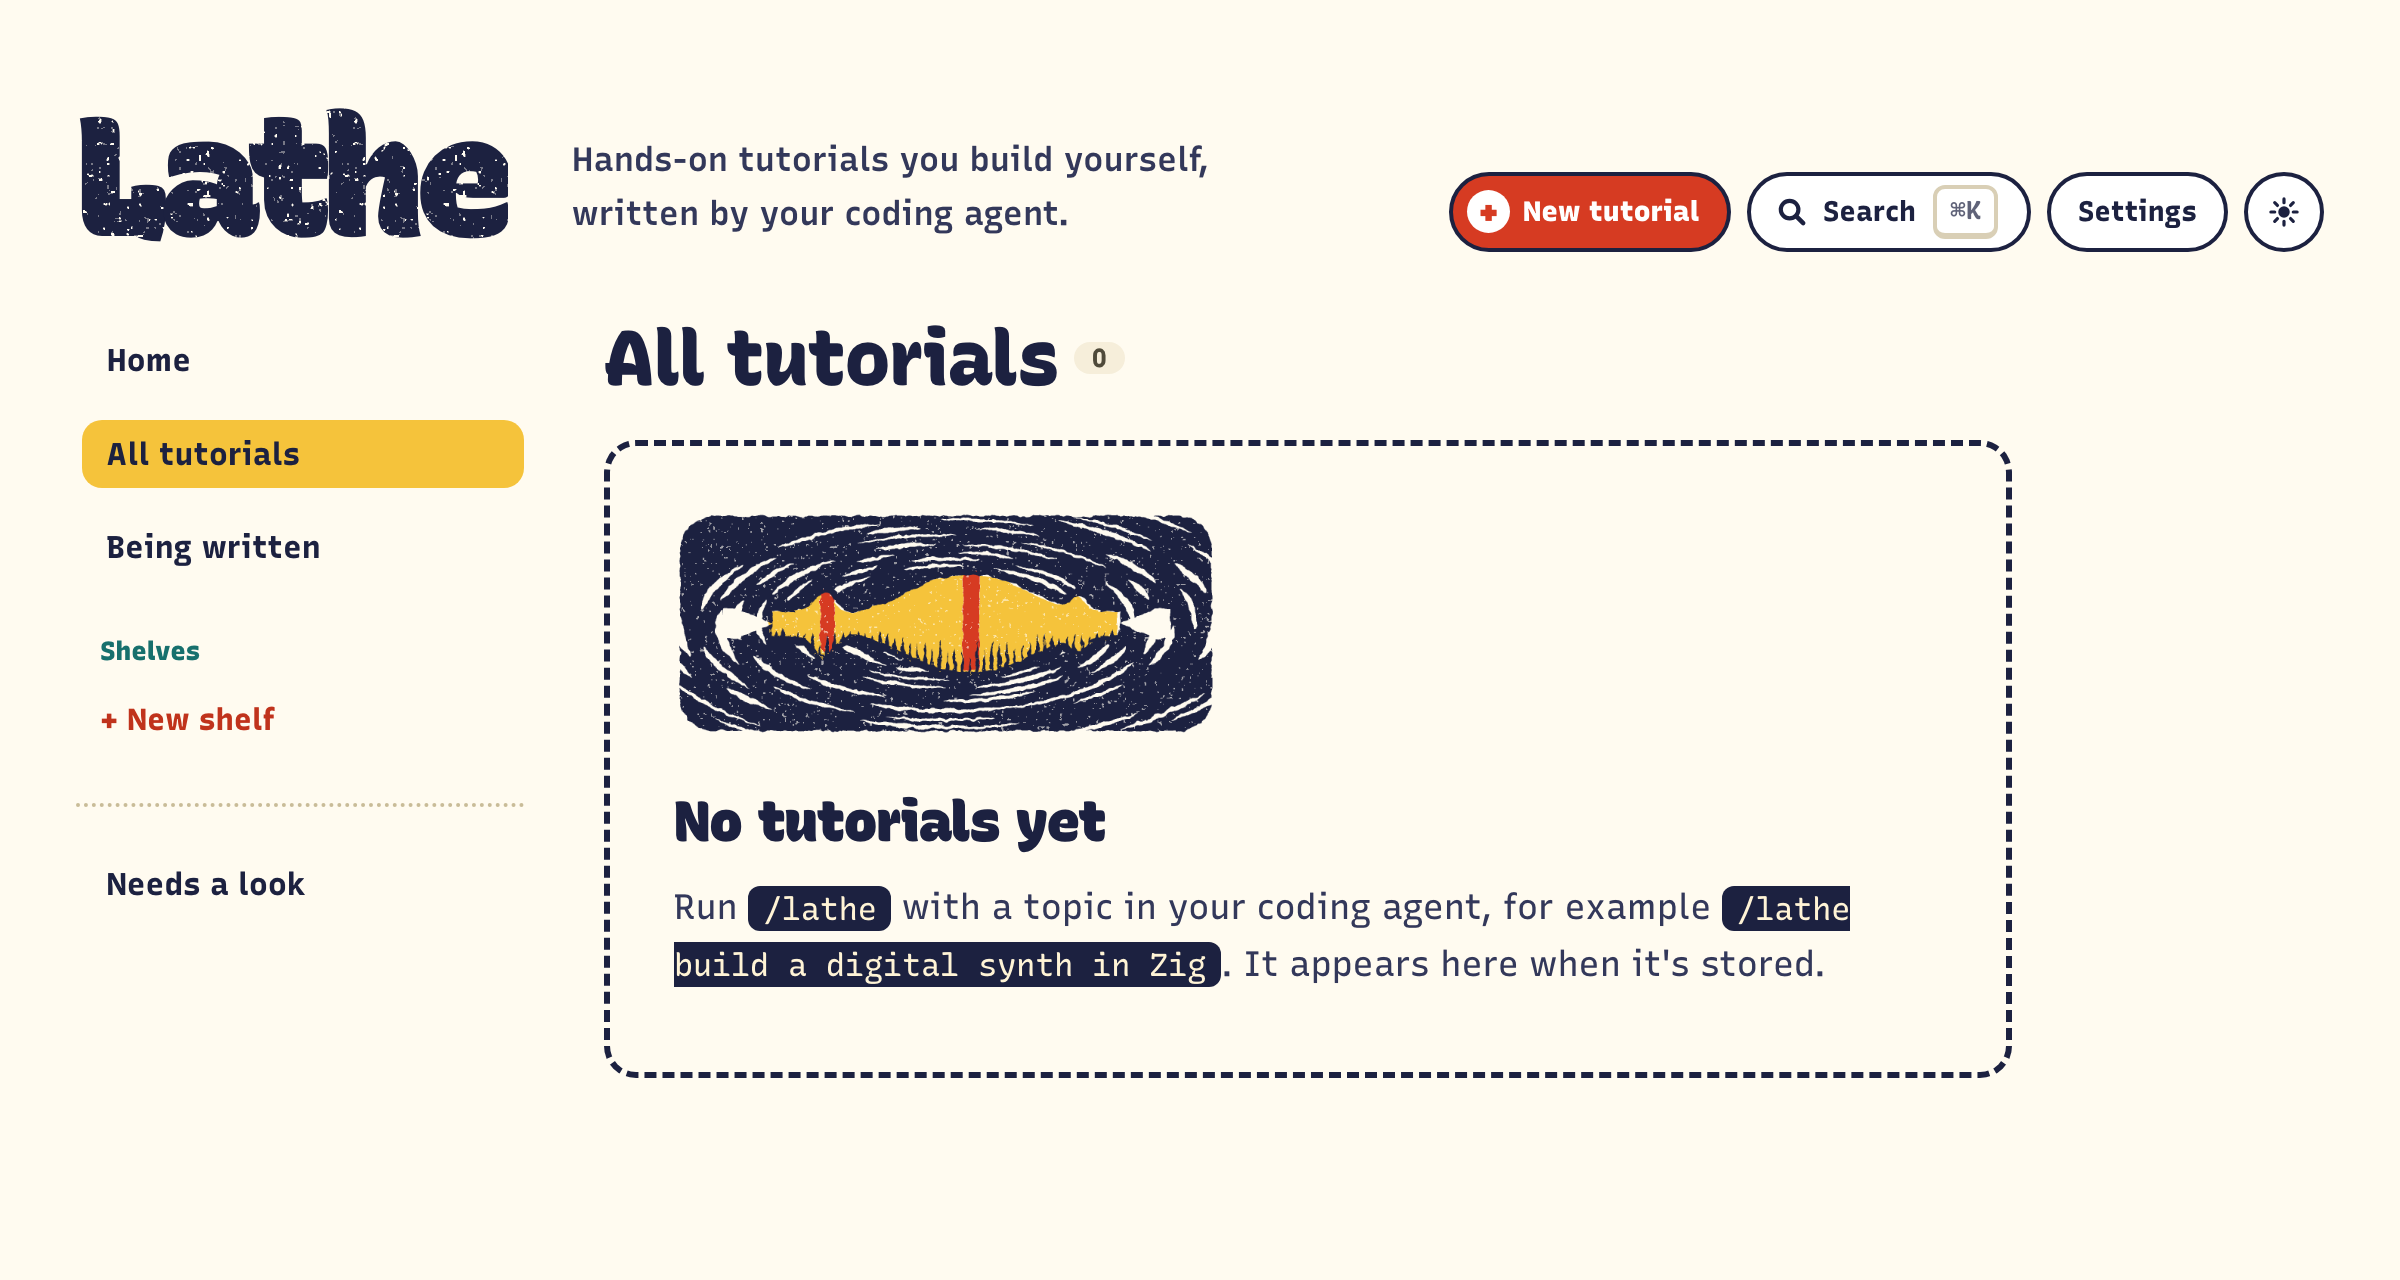 Lathe
Hands-on tutorials you build yourself,
written by your coding agent.
New tutorial
Search ⌘K
Settings
Home
All tutorials
Being written
Shelves
+ New shelf
Needs a look
All tutorials 0
No tutorials yet
Run /lathe with a topic in your coding agent, for example /lathe
build a digital synth in Zig. It appears here when it's stored.